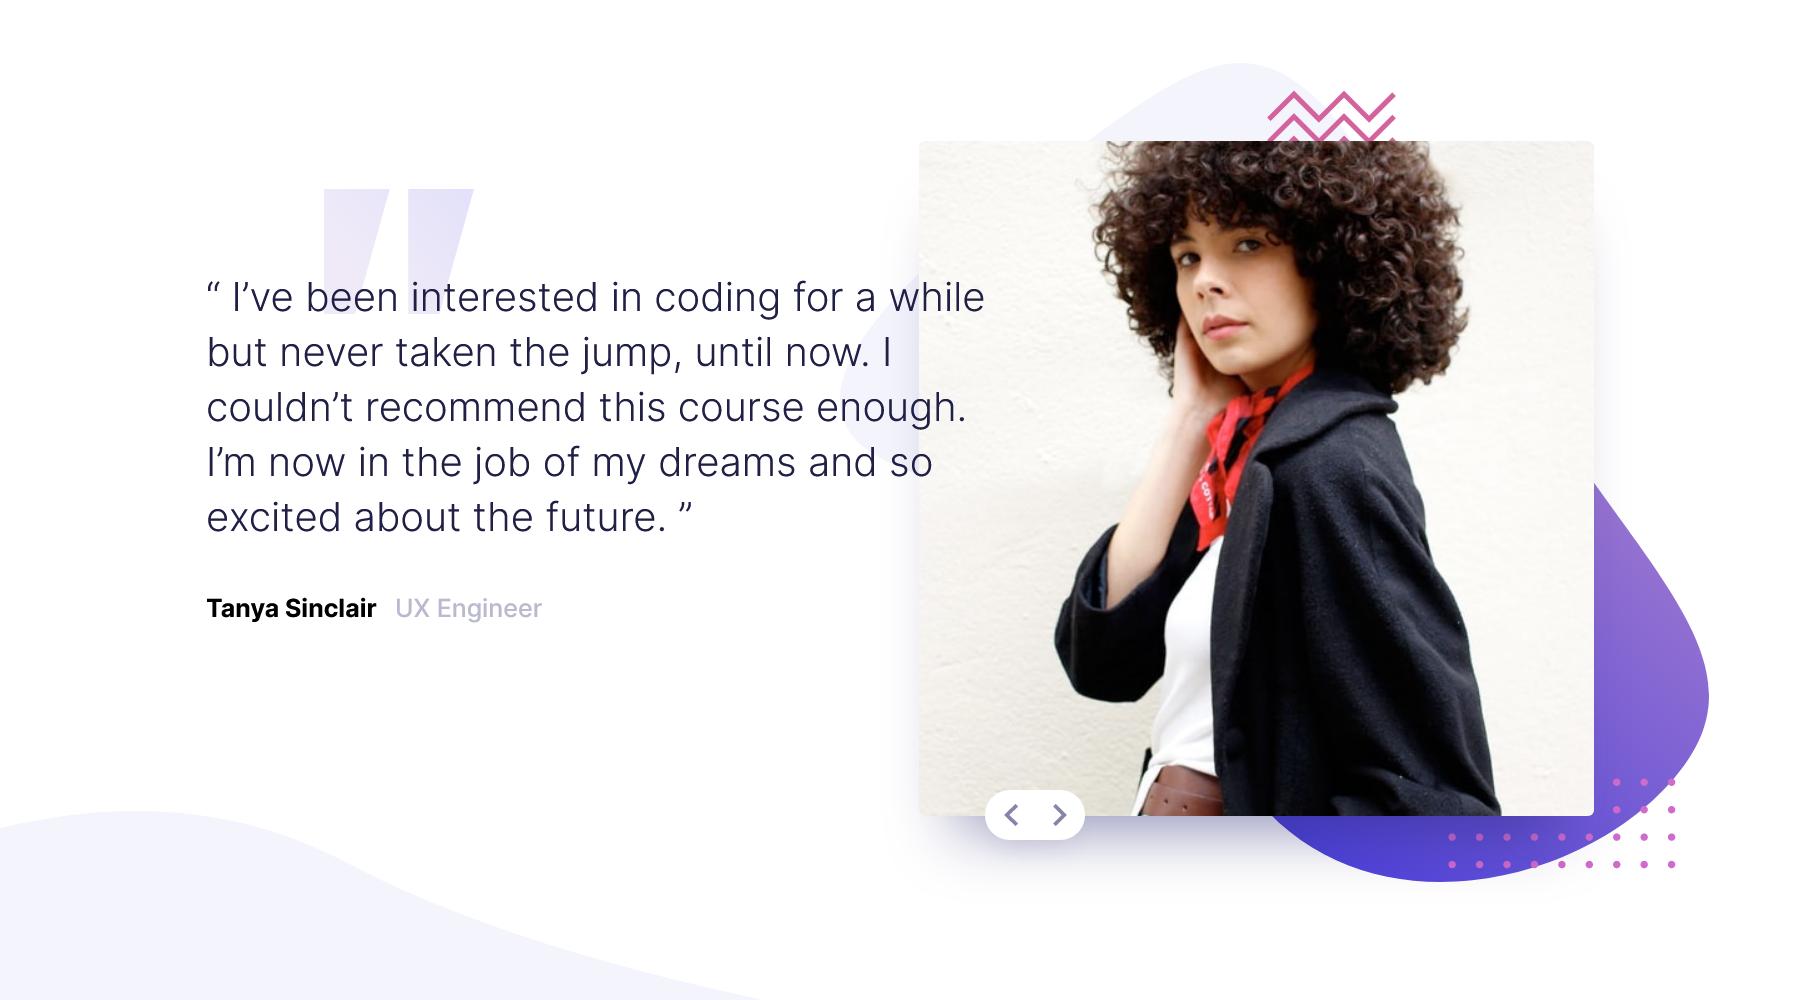 “ I’ve been interested in coding for a while
but never taken the jump, until now. I
couldn’t recommend this course enough.
I’m now in the job of my dreams and so
excited about the future. ”
Tanya Sinclair UX Engineer